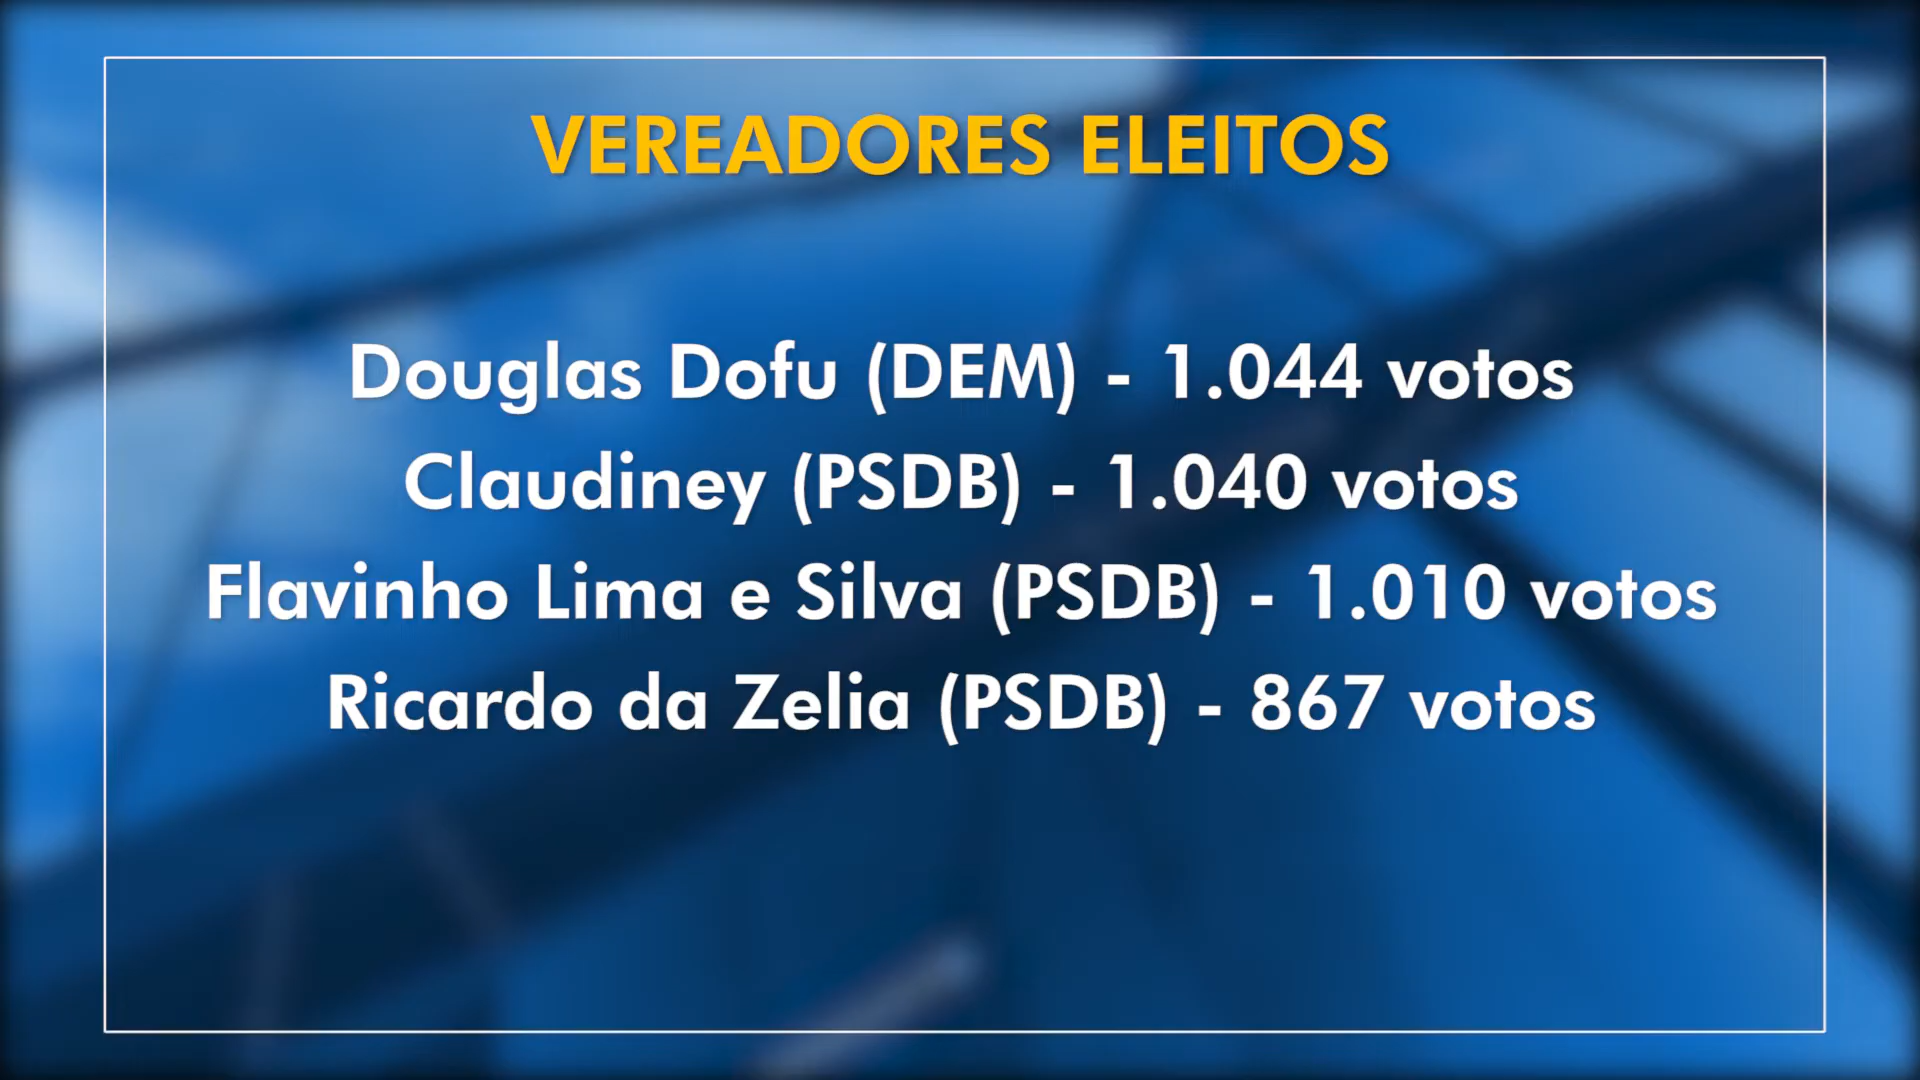 VEREADORES ELEITOS
Douglas Dofu (DEM) - 1.044 votos
Claudiney (PSDB) - 1.040 votos
Flavinho Lima e Silva (PSDB) - 1.010 votos
Ricardo da Zelia (PSDB) - 867 votos